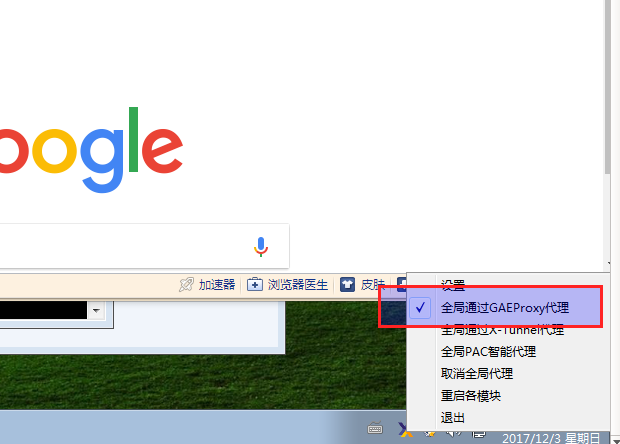 oogle
加速器 浏览器医生 皮肤
设置
全局通过GAEProxy代理
全局通过X-Tunnel代理
全局PAC智能代理
取消全局代理
重启各模块
退出
2017/12/3 星期日